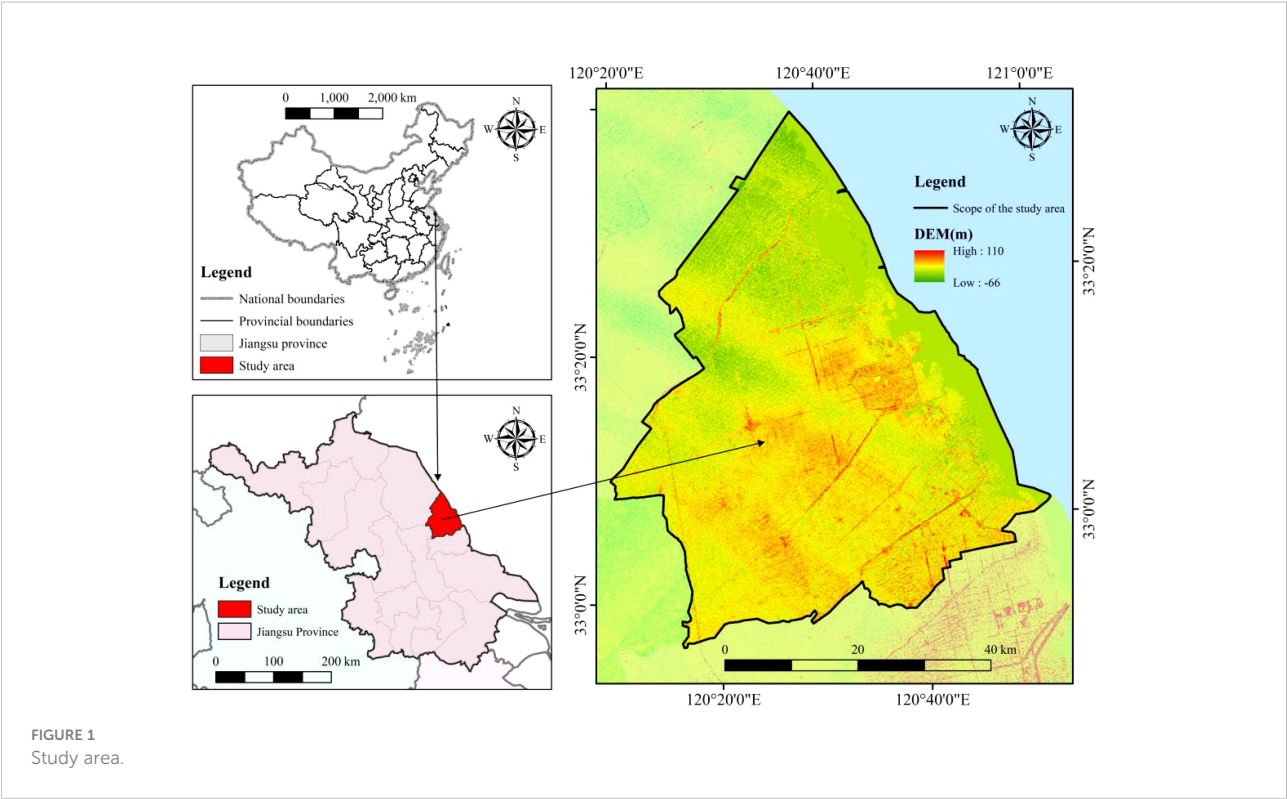 0 1,000 2,000 km
N
W E
S
Legend
National boundaries
Provincial boundaries
Jiangsu province
Study area
N
W E
S
Legend
Study area
Jiangsu Province
0 100 200 km
120°20'0"E 120°40'0"E 121°0'0"E
N
W E
S
Legend
Scope of the study area
DEM(m)
High : 110
Low : -66
33°20'0"N
33°0'0"N
33°20'0"N
33°0'0"N
0 20 40 km
120°20'0"E 120°40'0"E
FIGURE 1
Study area.